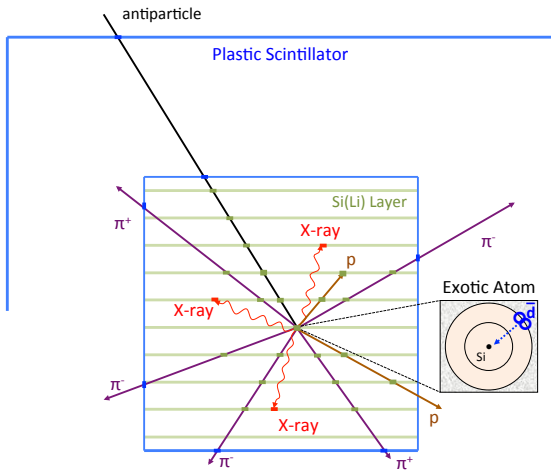 antiparticle
Plastic Scintillator
Si(Li) Layer
π⁺
X-ray
π⁻
p
Exotic Atom
X-ray
d̅
Si
π⁻
X-ray
p
π⁻
π⁺